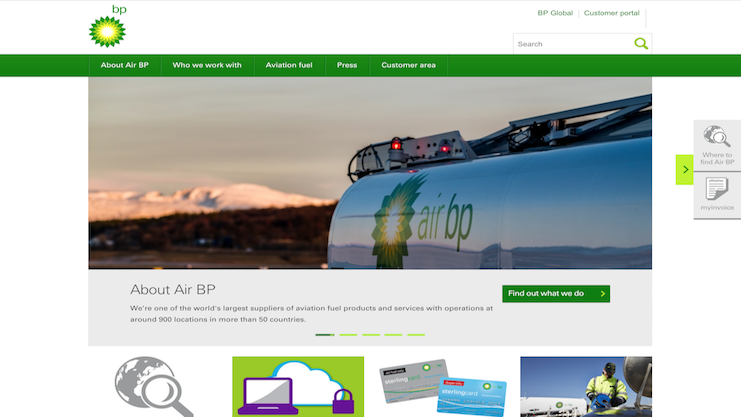 bp
BP Global
Customer portal
Search
About Air BP
Who we work with
Aviation fuel
Press
Customer area
air bp
Where to
find Air BP
myinvoice
About Air BP
We're one of the world's largest suppliers of aviation fuel products and services with operations at
around 900 locations in more than 50 countries.
Find out what we do
sterlingcard
sterlingcard